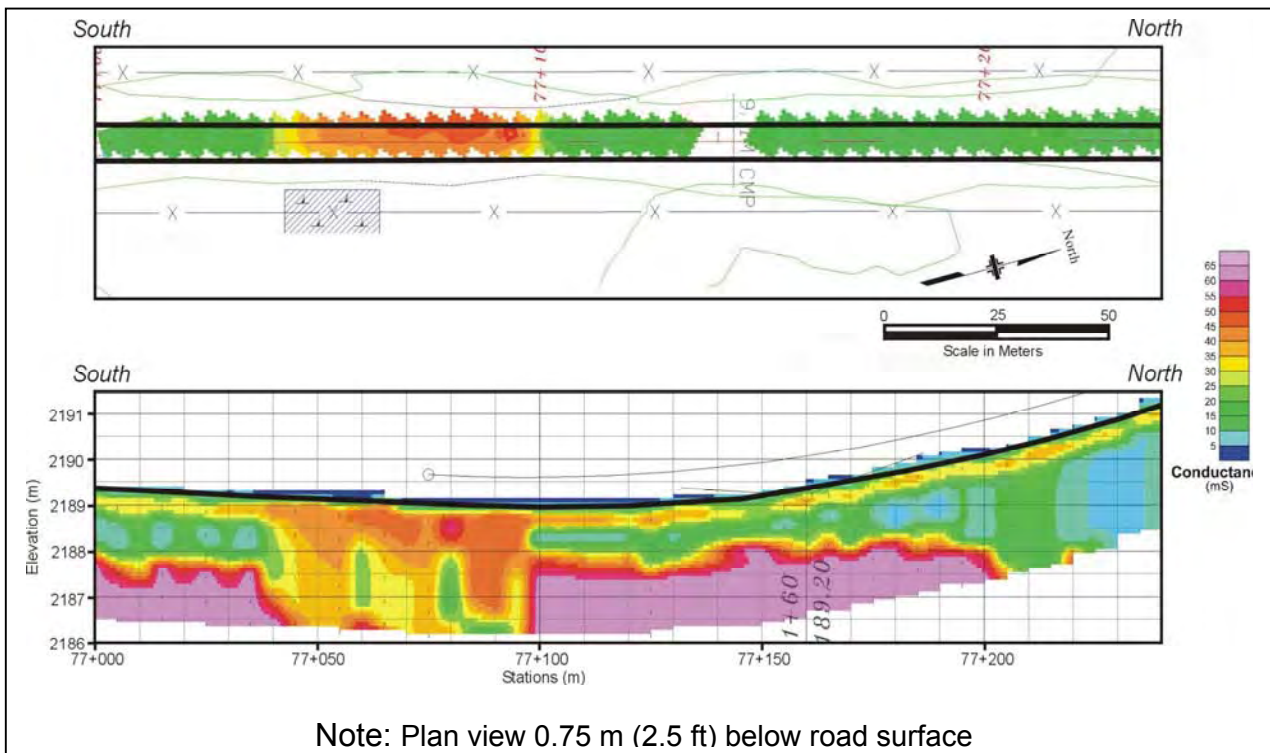 South North
77+10
77+20
X X X X X X
CMP
X X X X X X
North
0 25 50
Scale in Meters
65
60
55
50
45
40
35
30
25
20
15
10
5
Conductanc
(mS)
South North
2191
2190
2189
2188
2187
2186
Elevation (m)
1+60
189.20
77+000 77+050 77+100 77+150 77+200
Stations (m)
Note: Plan view 0.75 m (2.5 ft) below road surface